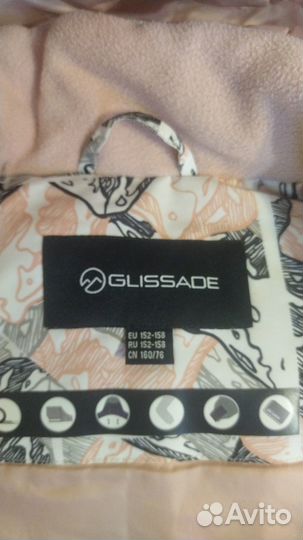 GLISSADE
EU 152-158
RU 152-158
CN 160/76
Avito